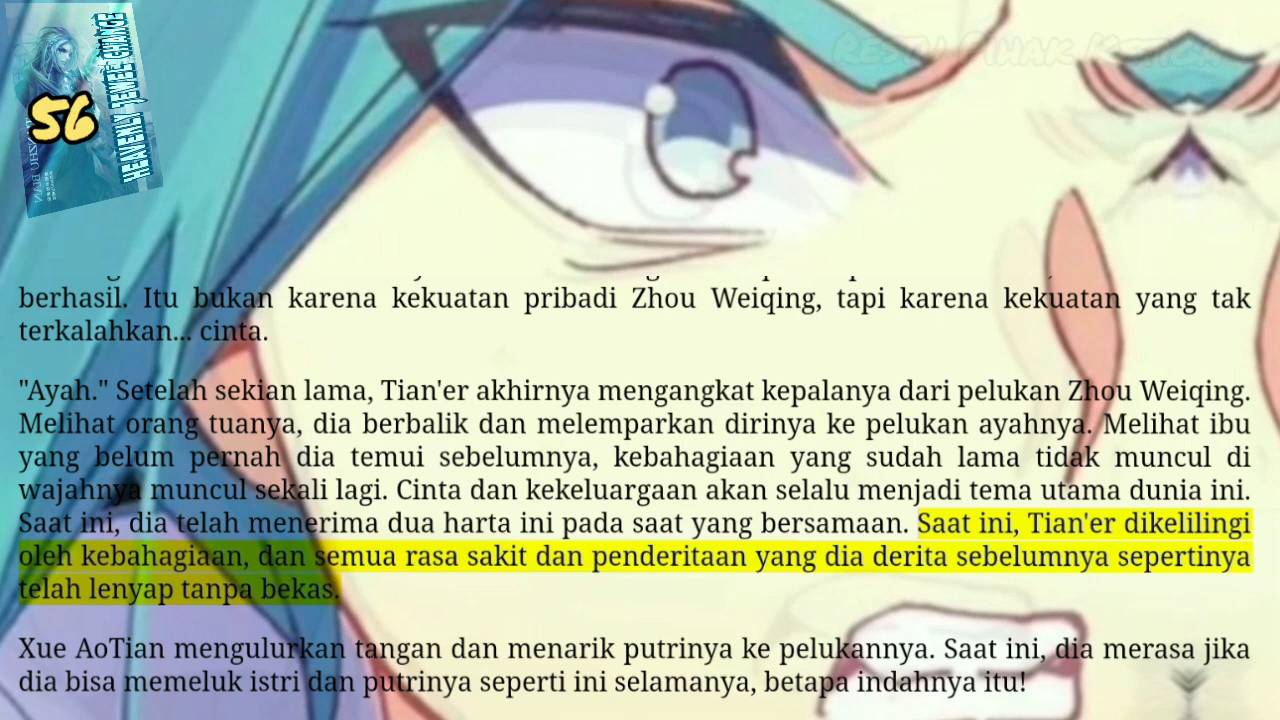 HEAVENLY JEWEL CHANGE
56
berhasil. Itu bukan karena kekuatan pribadi Zhou Weiqing, tapi karena kekuatan yang tak
terkalahkan... cinta.
"Ayah." Setelah sekian lama, Tian'er akhirnya mengangkat kepalanya dari pelukan Zhou Weiqing.
Melihat orang tuanya, dia berbalik dan melemparkan dirinya ke pelukan ayahnya. Melihat ibu
yang belum pernah dia temui sebelumnya, kebahagiaan yang sudah lama tidak muncul di
wajahnya muncul sekali lagi. Cinta dan kekeluargaan akan selalu menjadi tema utama dunia ini.
Saat ini, dia telah menerima dua harta ini pada saat yang bersamaan. Saat ini, Tian'er dikelilingi
oleh kebahagiaan, dan semua rasa sakit dan penderitaan yang dia derita sebelumnya sepertinya
telah lenyap tanpa bekas.
Xue AoTian mengulurkan tangan dan menarik putrinya ke pelukannya. Saat ini, dia merasa jika
dia bisa memeluk istri dan putrinya seperti ini selamanya, betapa indahnya itu!